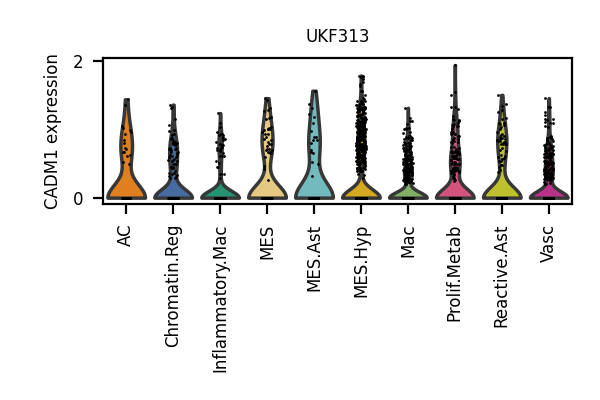 UKF313
CADM1 expression
2
0
AC
Chromatin.Reg
Inflammatory.Mac
MES
MES.Ast
MES.Hyp
Mac
Prolif.Metab
Reactive.Ast
Vasc